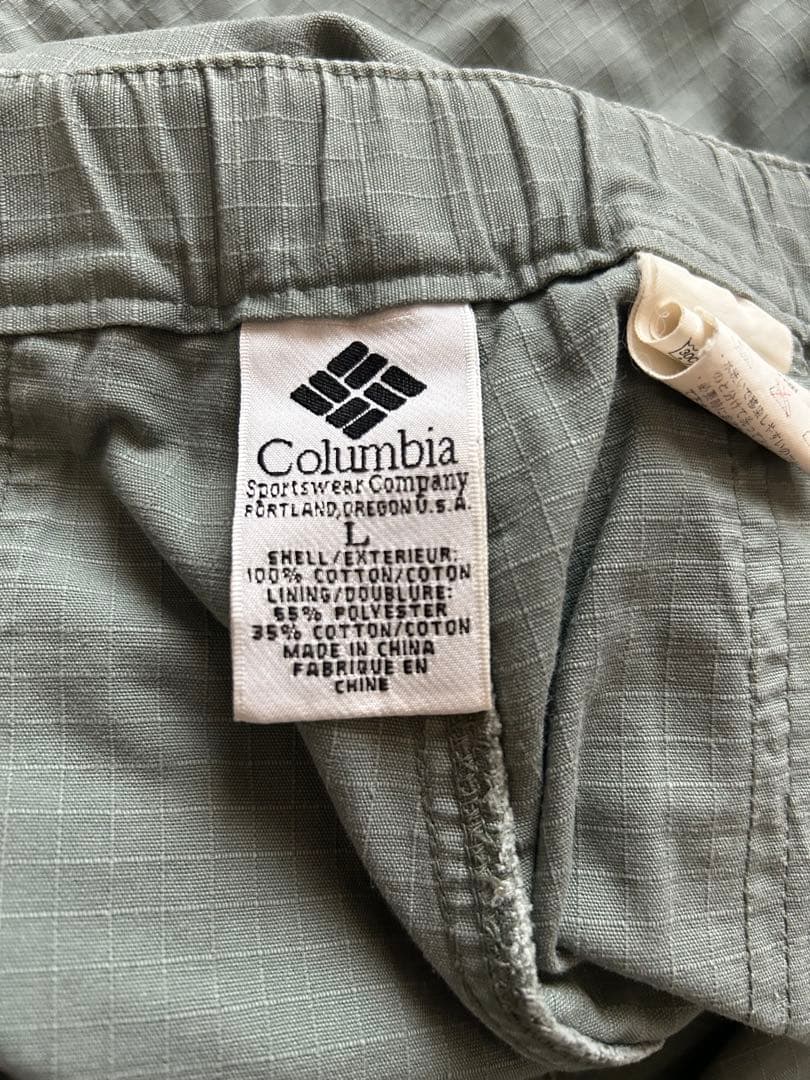 Columbia
Sportswear Company
PORTLAND, OREGON U.S.A.
L
SHELL/EXTERIEUR:
100% COTTON/COTON
LINING/DOUBLURE:
65% POLYESTER
35% COTTON/COTON
MADE IN CHINA
FABRIQUE EN
CHINE